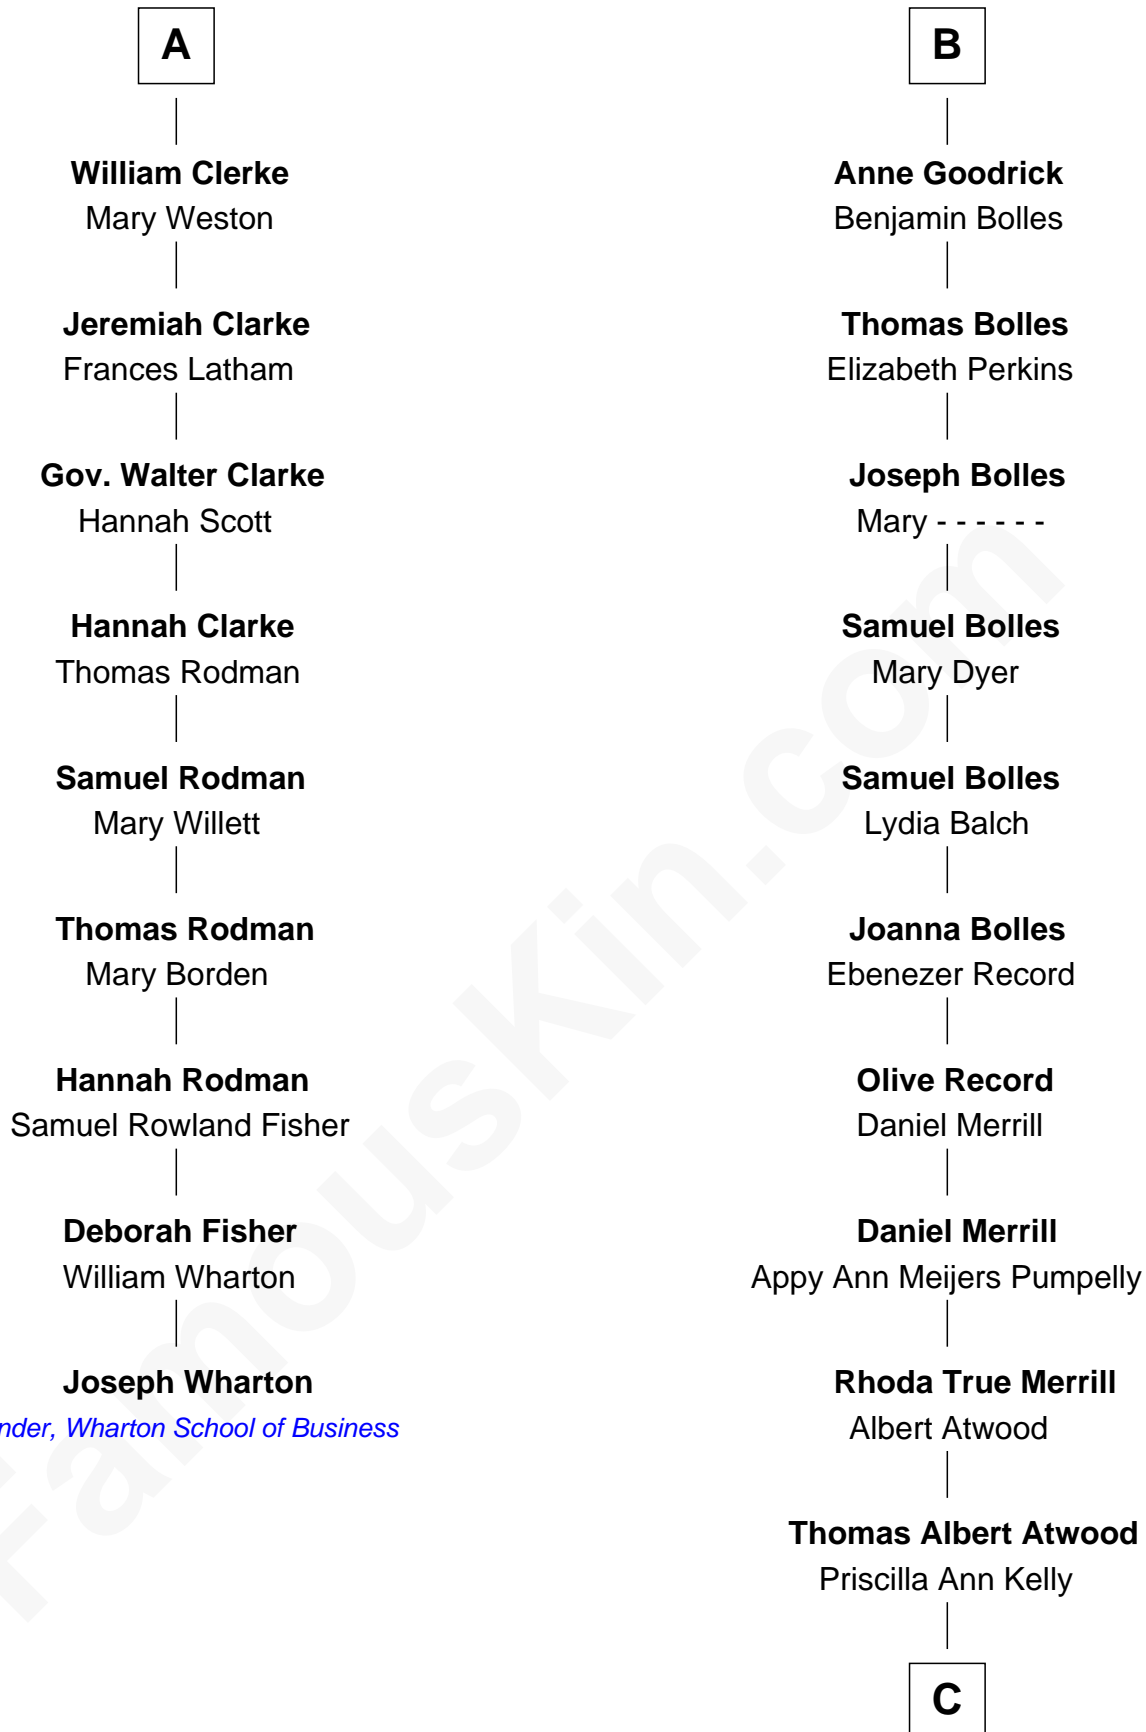 A
William Clerke
Mary Weston
Jeremiah Clarke
Frances Latham
Gov. Walter Clarke
Hannah Scott
Hannah Clarke
Thomas Rodman
Samuel Rodman
Mary Willett
Thomas Rodman
Mary Borden
Hannah Rodman
Samuel Rowland Fisher
Deborah Fisher
William Wharton
Joseph Wharton
nder, Wharton School of Business
B
Anne Goodrick
Benjamin Bolles
Thomas Bolles
Elizabeth Perkins
Joseph Bolles
Mary - - - - - -
Samuel Bolles
Mary Dyer
Samuel Bolles
Lydia Balch
Joanna Bolles
Ebenezer Record
Olive Record
Daniel Merrill
Daniel Merrill
Appy Ann Meijers Pumpelly
Rhoda True Merrill
Albert Atwood
Thomas Albert Atwood
Priscilla Ann Kelly
C
FamousKin.com